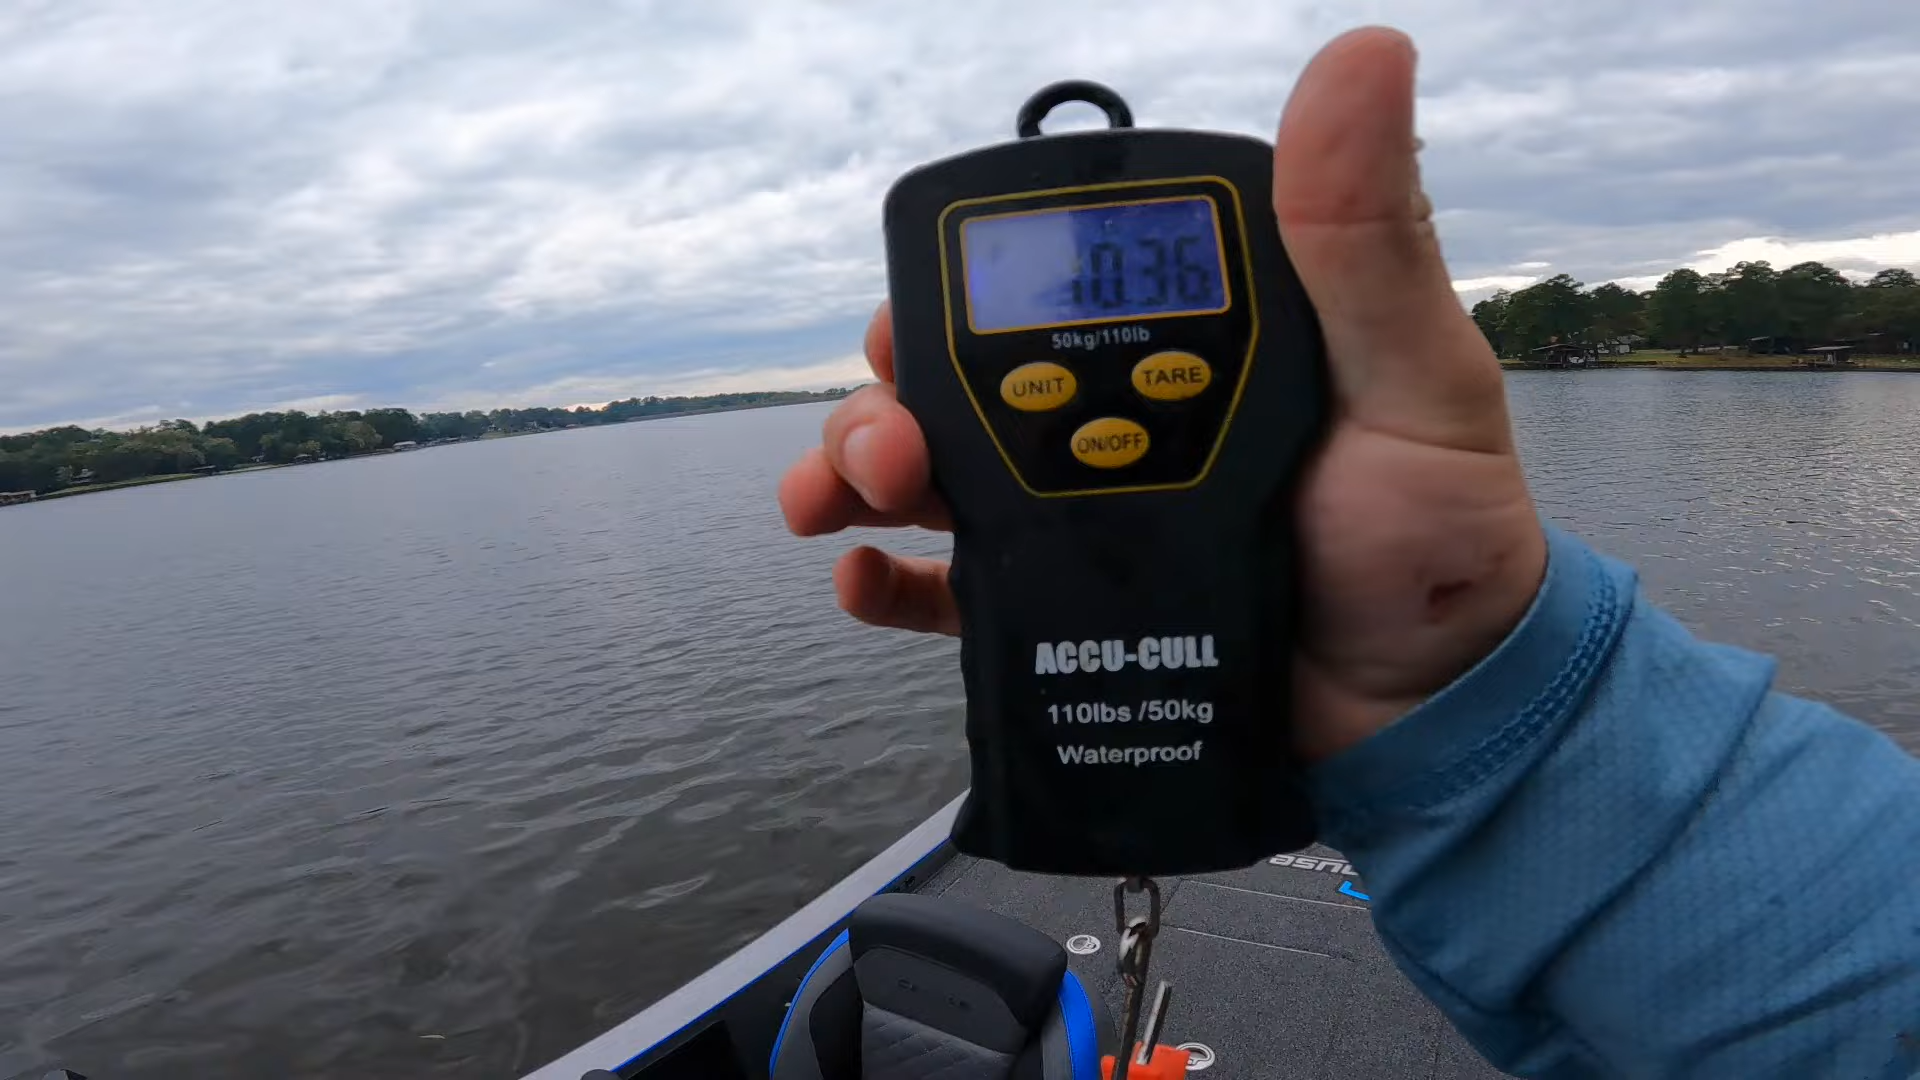 10.36
50kg/110lb
UNIT
TARE
ON/OFF
ACCU-CULL
110lbs /50kg
Waterproof